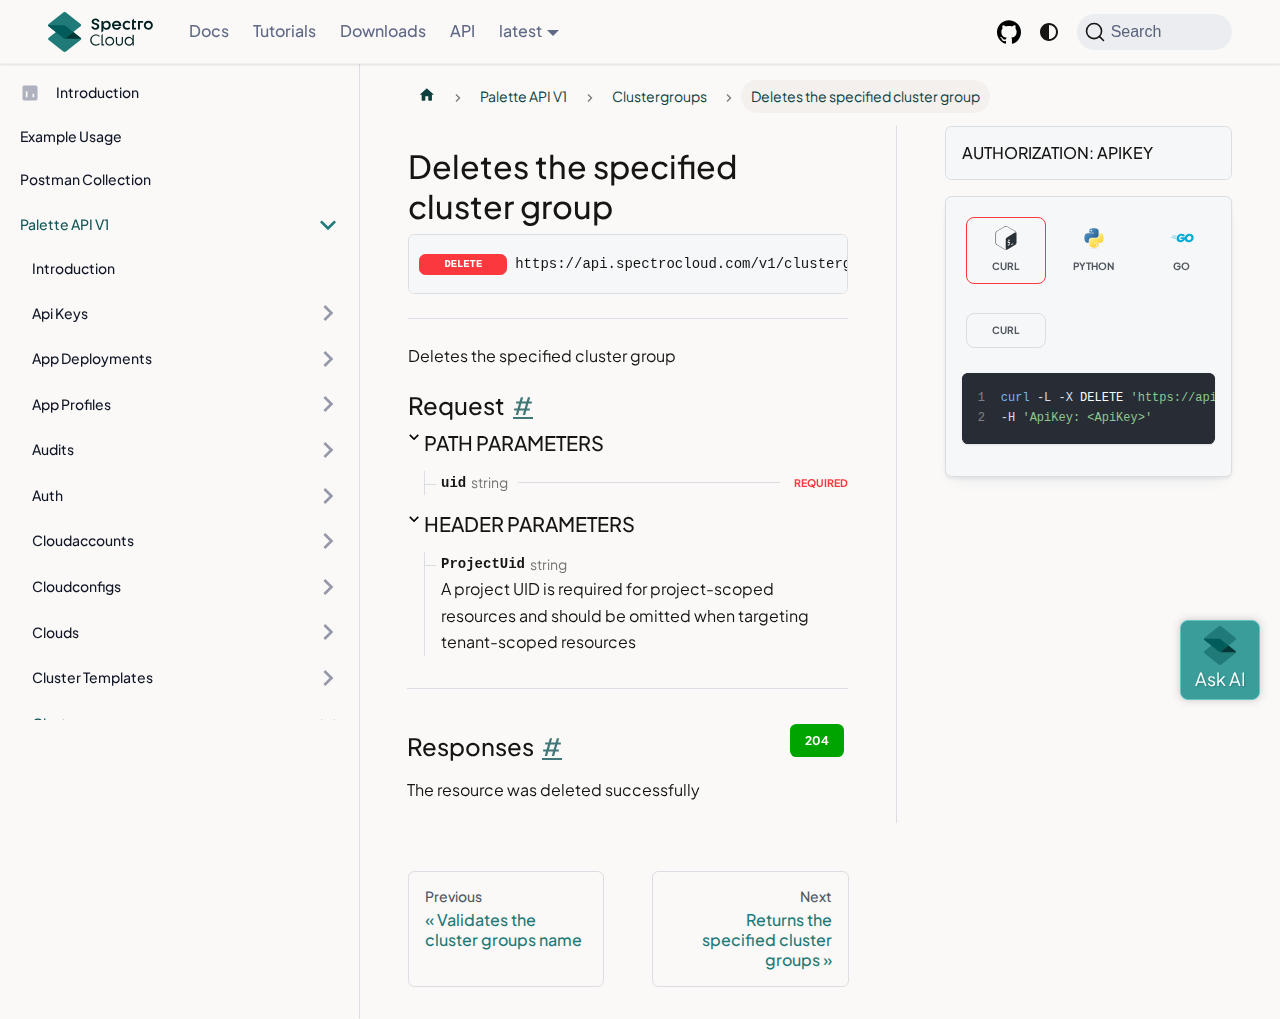 Spectro Cloud
Docs
Tutorials
Downloads
API
latest
Search
Introduction
Example Usage
Postman Collection
Palette API V1
Introduction
Api Keys
App Deployments
App Profiles
Audits
Auth
Cloudaccounts
Cloudconfigs
Clouds
Cluster Templates
Palette API V1
Clustergroups
Deletes the specified cluster group
Deletes the specified
cluster group
DELETE https://api.spectrocloud.com/v1/clusterg
Deletes the specified cluster group
Request #
PATH PARAMETERS
uid string REQUIRED
HEADER PARAMETERS
ProjectUid string
A project UID is required for project-scoped
resources and should be omitted when targeting
tenant-scoped resources
Responses #
204
The resource was deleted successfully
Previous
« Validates the
cluster groups name
Next
Returns the
specified cluster
groups »
AUTHORIZATION: APIKEY
CURL
PYTHON
GO
CURL
1 curl -L -X DELETE 'https://api
2 -H 'ApiKey: <ApiKey>'
Ask AI